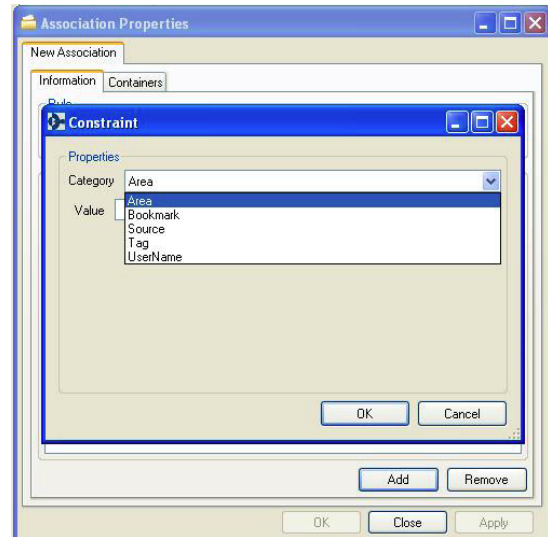 Association Properties
New Association
Information Containers
Rule
Constraint
Properties
Category Area
Value
Area
Bookmark
Source
Tag
UserName
OK Cancel
Add Remove
OK Close Apply